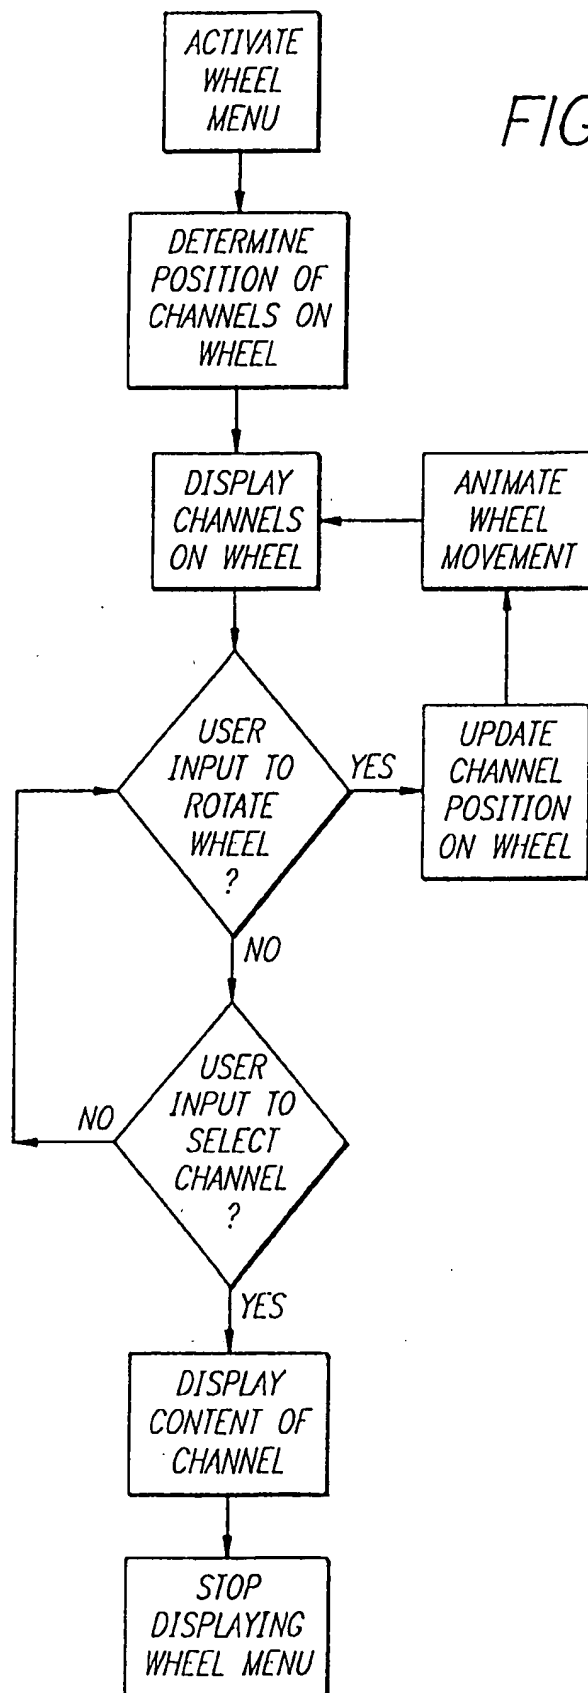 ACTIVATE
WHEEL
MENU
FIG
DETERMINE
POSITION OF
CHANNELS ON
WHEEL
DISPLAY
CHANNELS
ON WHEEL
ANIMATE
WHEEL
MOVEMENT
USER
INPUT TO
ROTATE
WHEEL
?
YES
UPDATE
CHANNEL
POSITION
ON WHEEL
NO
USER
INPUT TO
SELECT
CHANNEL
?
NO
YES
DISPLAY
CONTENT OF
CHANNEL
STOP
DISPLAYING
WHEEL MENU